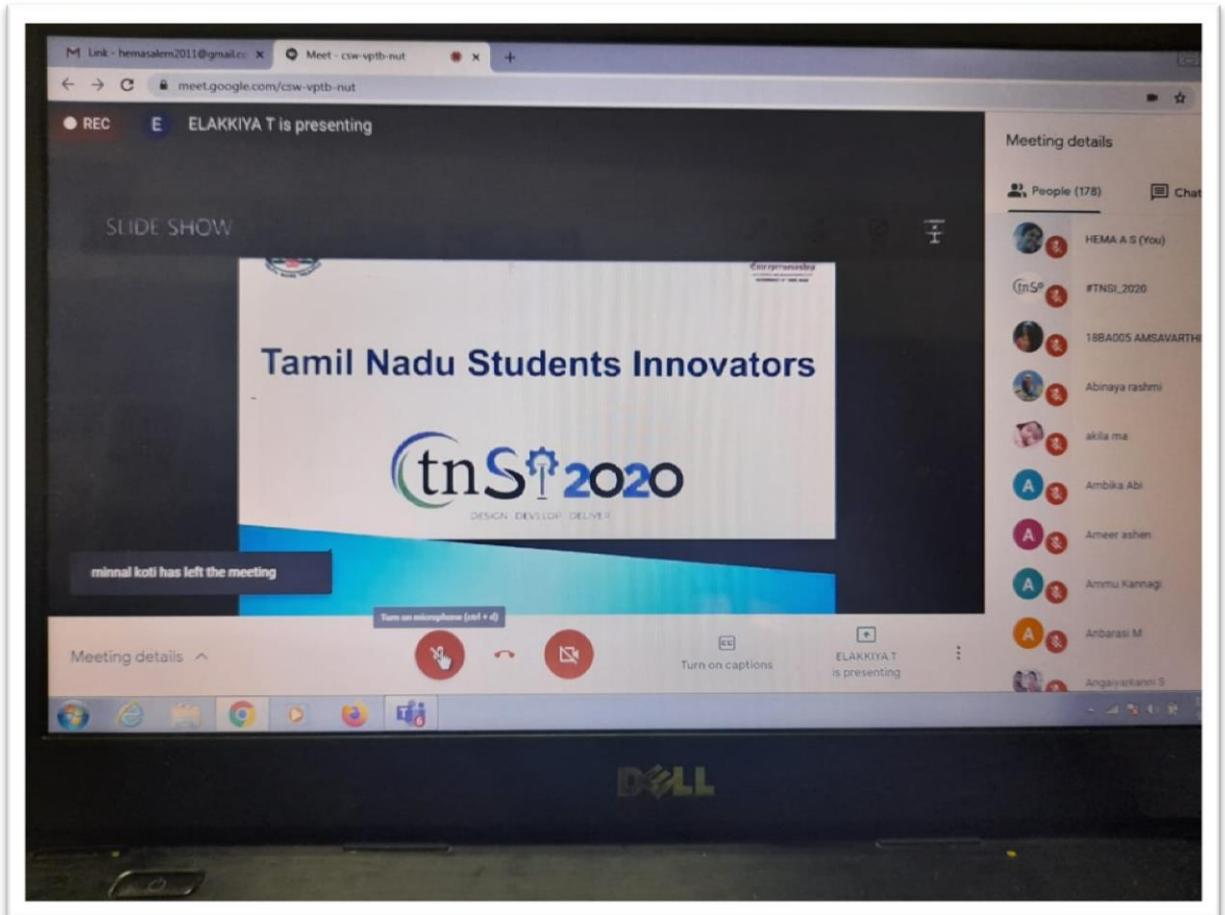 Link - hemasalem2011@gmail.c
Meet - csw-vptb-nut
meet.google.com/csw-vptb-nut
REC
E
ELAKKIYA T is presenting
SLIDE SHOW
Tamil Nadu Students Innovators
tnSI 2020
DESIGN DEVELOP DELIVER
minnal koti has left the meeting
Turn on microphone (ctrl + d)
Meeting details
CC
Turn on captions
ELAKKIYA T
is presenting
Meeting details
People (178)
Chat
HEMA A S (You)
#TNSI_2020
18BA005 AMSAVARTHI
Abinaya rashmi
akila ma
A
Ambika Abi
A
Ameer ashen
A
Ammu Kannagi
A
Anbarasi M
Angaiyarkanni S
DELL